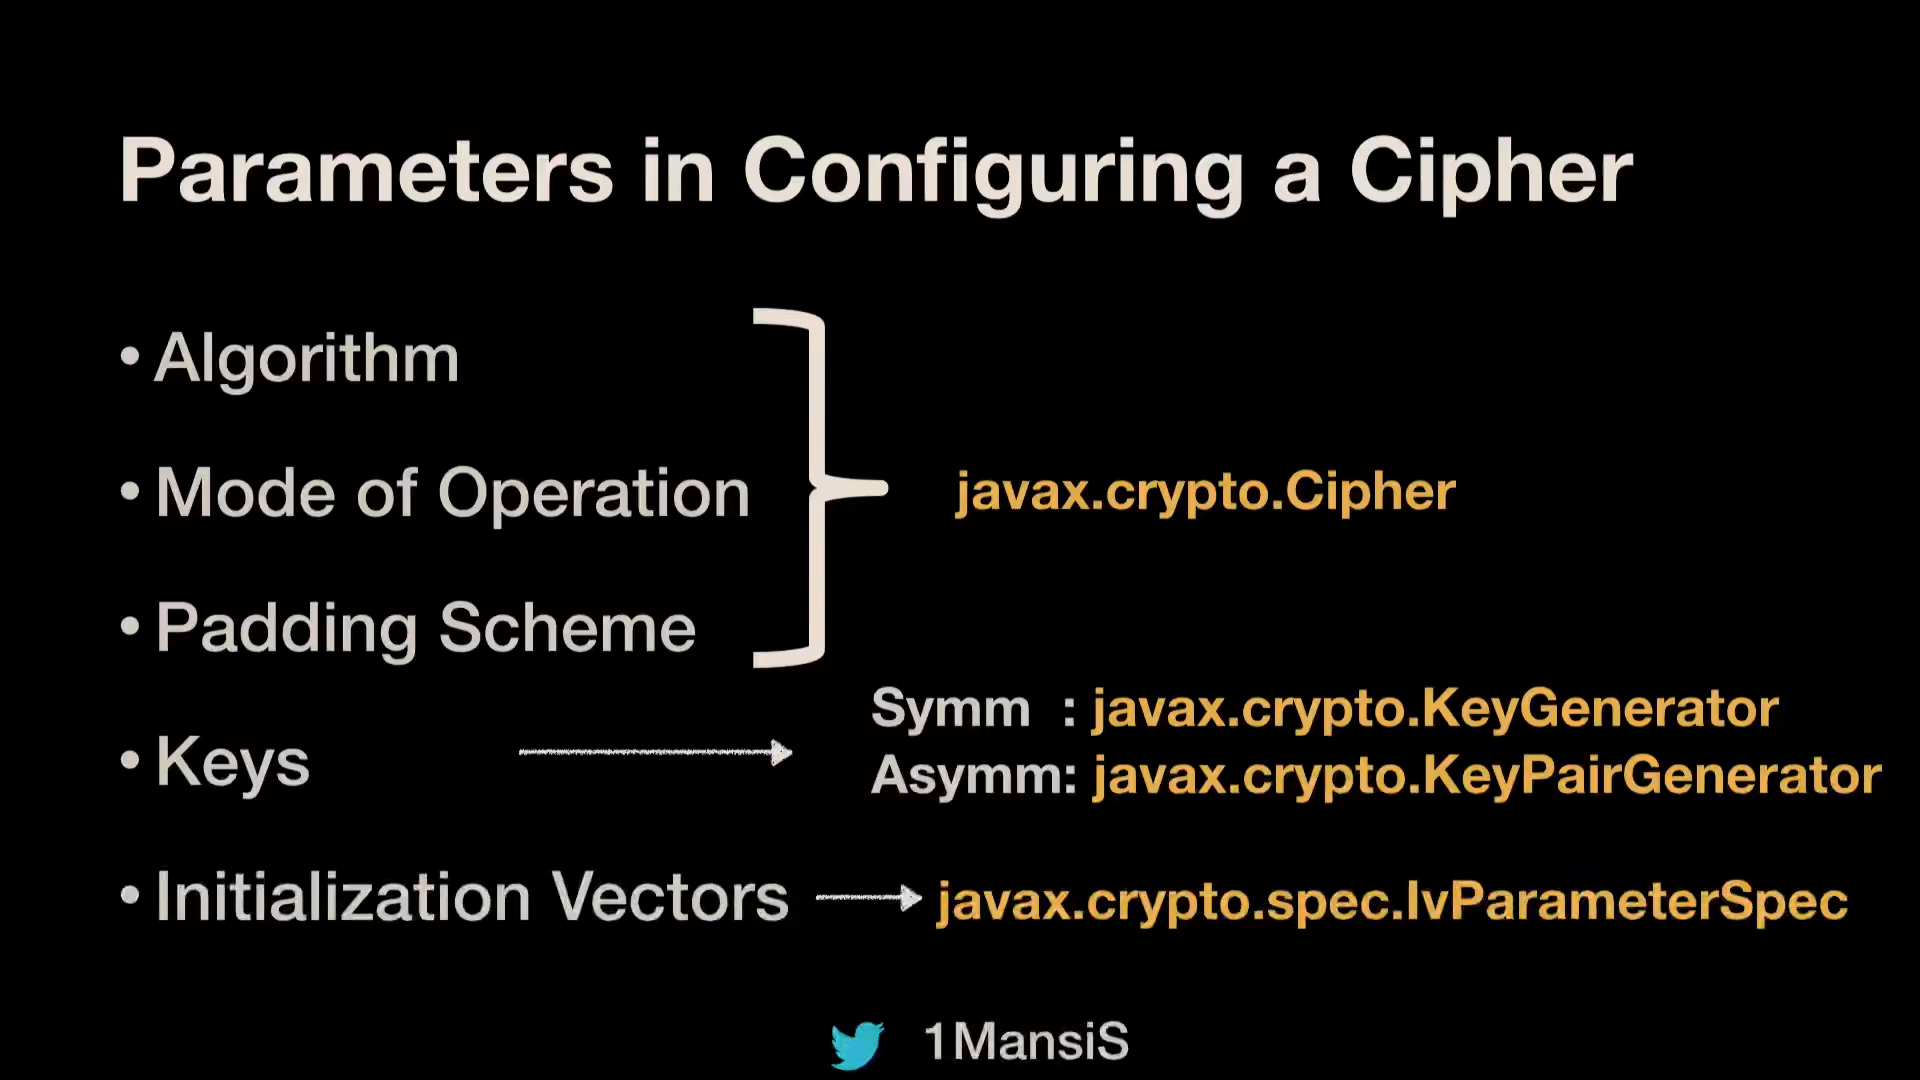 Parameters in Configuring a Cipher
• Algorithm
• Mode of Operation
javax.crypto.Cipher
• Padding Scheme
Symm : javax.crypto.KeyGenerator
• Keys
Asymm: javax.crypto.KeyPairGenerator
• Initialization Vectors
javax.crypto.spec.IvParameterSpec
1MansiS